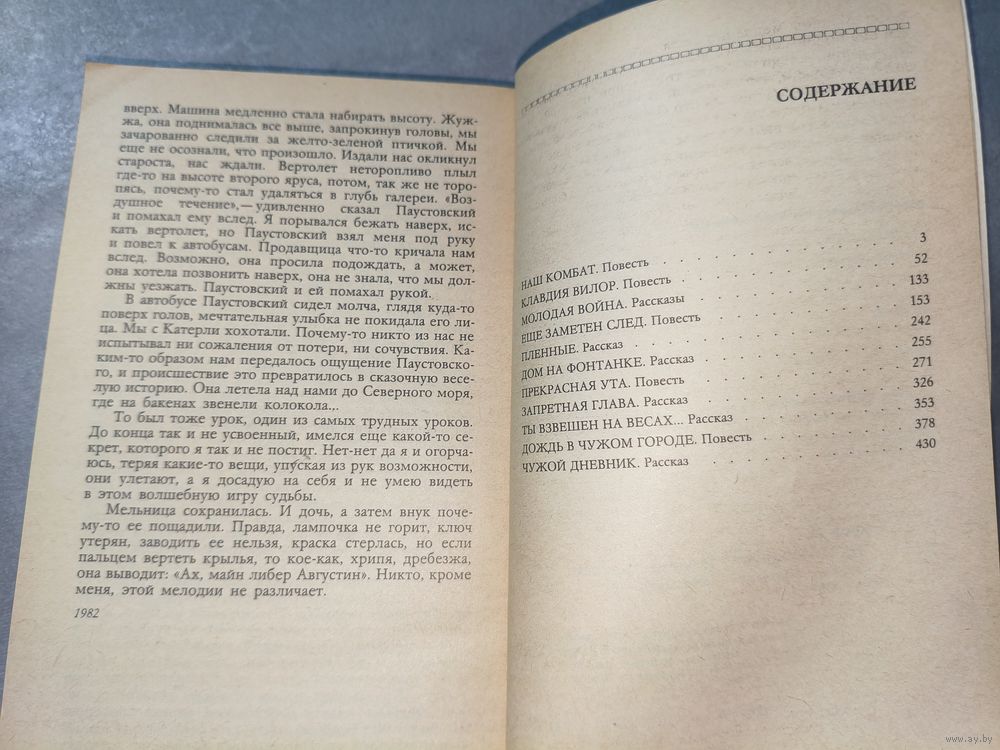 вверх. Машина медленно стала набирать высоту. Жуж-
жа, она поднималась все выше, запрокинув головы, мы
зачарованно следили за желто-зеленой птичкой. Мы
еще не осознали, что произошло. Издали нас окликнул
староста, нас ждали. Вертолет неторопливо плыл
где-то на высоте второго яруса, потом, так же не торо-
пясь, почему-то стал удаляться в глубь галереи. «Воз-
душное течение»,— удивленно сказал Паустовский
и помахал ему вслед. Я порывался бежать наверх, ис-
кать вертолет, но Паустовский взял меня под руку
и повел к автобусам. Продавщица что-то кричала нам
вслед. Возможно, она просила подождать, а может,
она хотела позвонить наверх, она не знала, что мы дол-
жны уезжать. Паустовский и ей помахал рукой.
В автобусе Паустовский сидел молча, глядя куда-то
поверх голов, мечтательная улыбка не покидала его ли-
ца. Мы с Катерли хохотали. Почему-то никто из нас не
испытывал ни сожаления от потери, ни сочувствия. Ка-
ким-то образом нам передалось ощущение Паустовско-
го, и происшествие это превратилось в сказочную весе-
лую историю. Она летела над нами до Северного моря,
где на бакенах звенели колокола...
То был тоже урок, один из самых трудных уроков.
До конца так и не усвоенный, имелся еще какой-то се-
крет, которого я так и не постиг. Нет-нет да я и огорча-
юсь, теряя какие-то вещи, упуская из рук возможности,
они улетают, а я досадую на себя и не умею видеть
в этом волшебную игру судьбы.
Мельница сохранилась. И дочь, а затем внук поче-
му-то ее пощадили. Правда, лампочка не горит, ключ
утерян, заводить ее нельзя, краска стерлась, но если
пальцем вертеть крылья, то кое-как, хрипя, дребезжа,
она выводит: «Ах, майн либер Августин». Никто, кроме
меня, этой мелодии не различает.
1982
СОДЕРЖАНИЕ
НАШ КОМБАТ. Повесть 3
КЛАВДИЯ ВИЛОР. Повесть 52
МОЛОДАЯ ВОЙНА. Рассказы 133
ЕЩЕ ЗАМЕТЕН СЛЕД. Повесть 153
ПЛЕННЫЕ. Рассказ 242
ДОМ НА ФОНТАНКЕ. Рассказ 255
ПРЕКРАСНАЯ УТА. Повесть 271
ЗАПРЕТНАЯ ГЛАВА. Рассказ 326
ТЫ ВЗВЕШЕН НА ВЕСАХ... Рассказ 353
ДОЖДЬ В ЧУЖОМ ГОРОДЕ. Повесть 378
ЧУЖОЙ ДНЕВНИК. Рассказ 430
www.ay.by